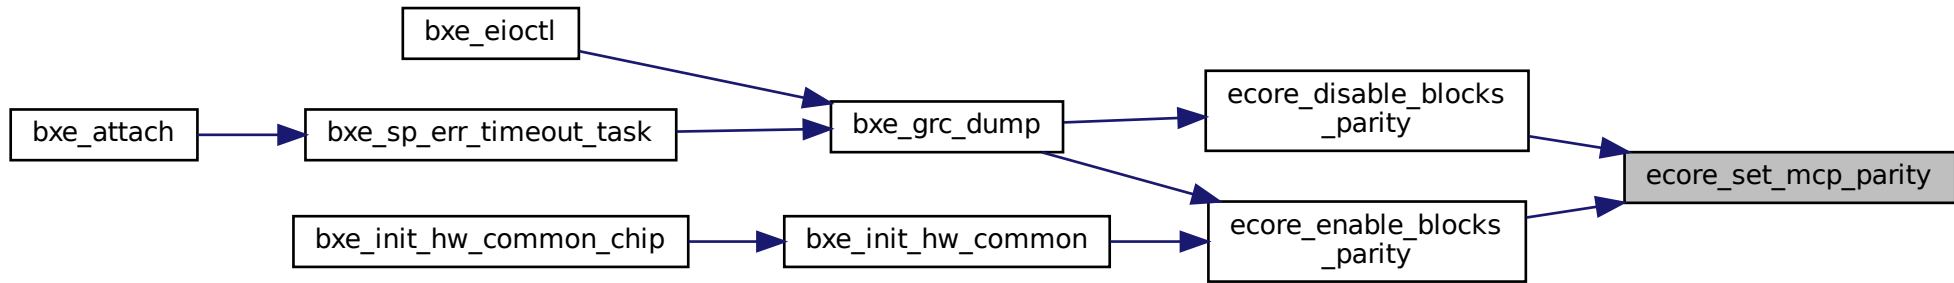 bxe_eioctl
bxe_attach
bxe_sp_err_timeout_task
bxe_grc_dump
ecore_disable_blocks
_parity
ecore_set_mcp_parity
bxe_init_hw_common_chip
bxe_init_hw_common
ecore_enable_blocks
_parity